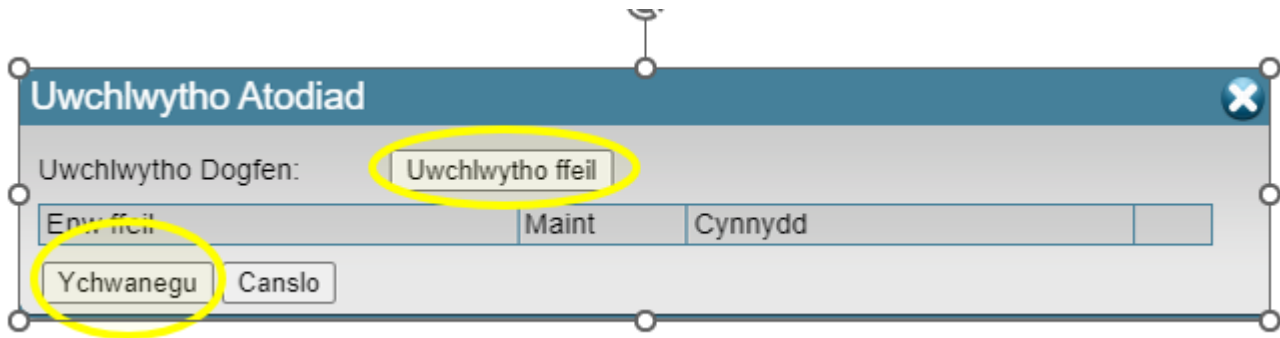 Uwchlwytho Atodiad
Uwchlwytho Dogfen: Uwchlwytho ffeil
Enw ffeil Maint Cynnydd
Ychwanegu Canslo